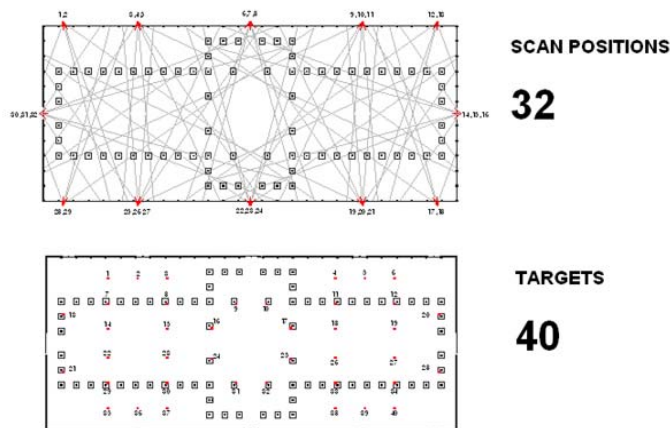 1,2 3,4,5 6,7,8 9,10,11 12,13
SCAN POSITIONS
32
30,31,32 14,15,16
28,29 25,26,27 22,23,24 19,20,21 17,18
TARGETS
40
1 2 3 4 5 6
7 8 9 10 11 12
13 20
14 15 16 17 18 19
22 23 24 25 26 27
21 28
29 30 31 32 33 34
35 36 37 38 39 40